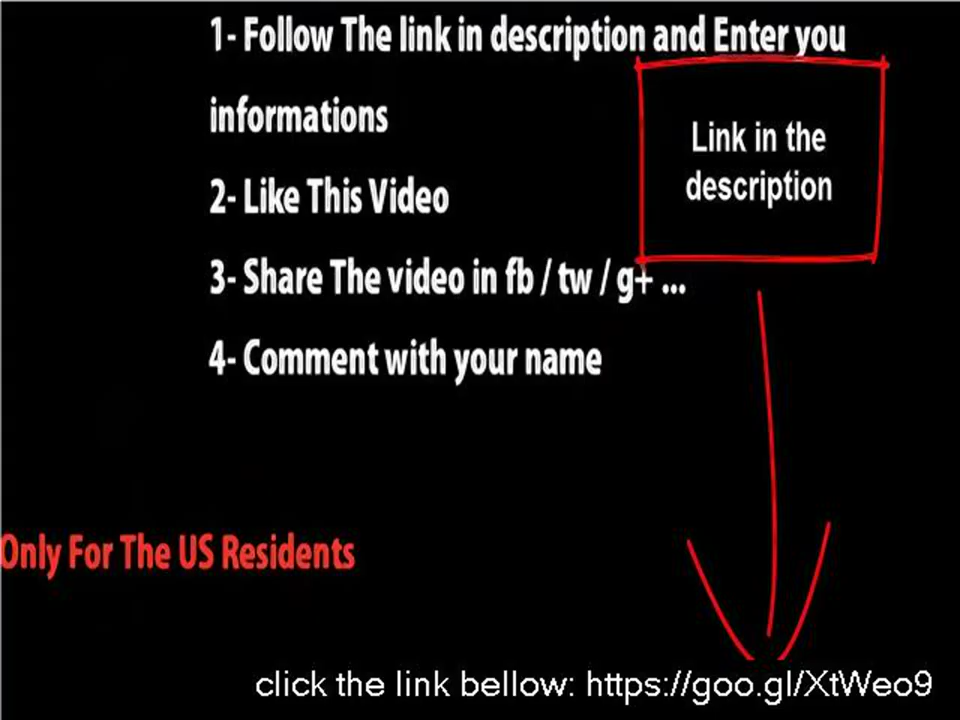 1- Follow The link in description and Enter you
informations
Link in the
description
2- Like This Video
3- Share The video in fb / tw / g+ ...
4- Comment with your name
Only For The US Residents
click the link bellow: https://goo.gl/XtWeo9